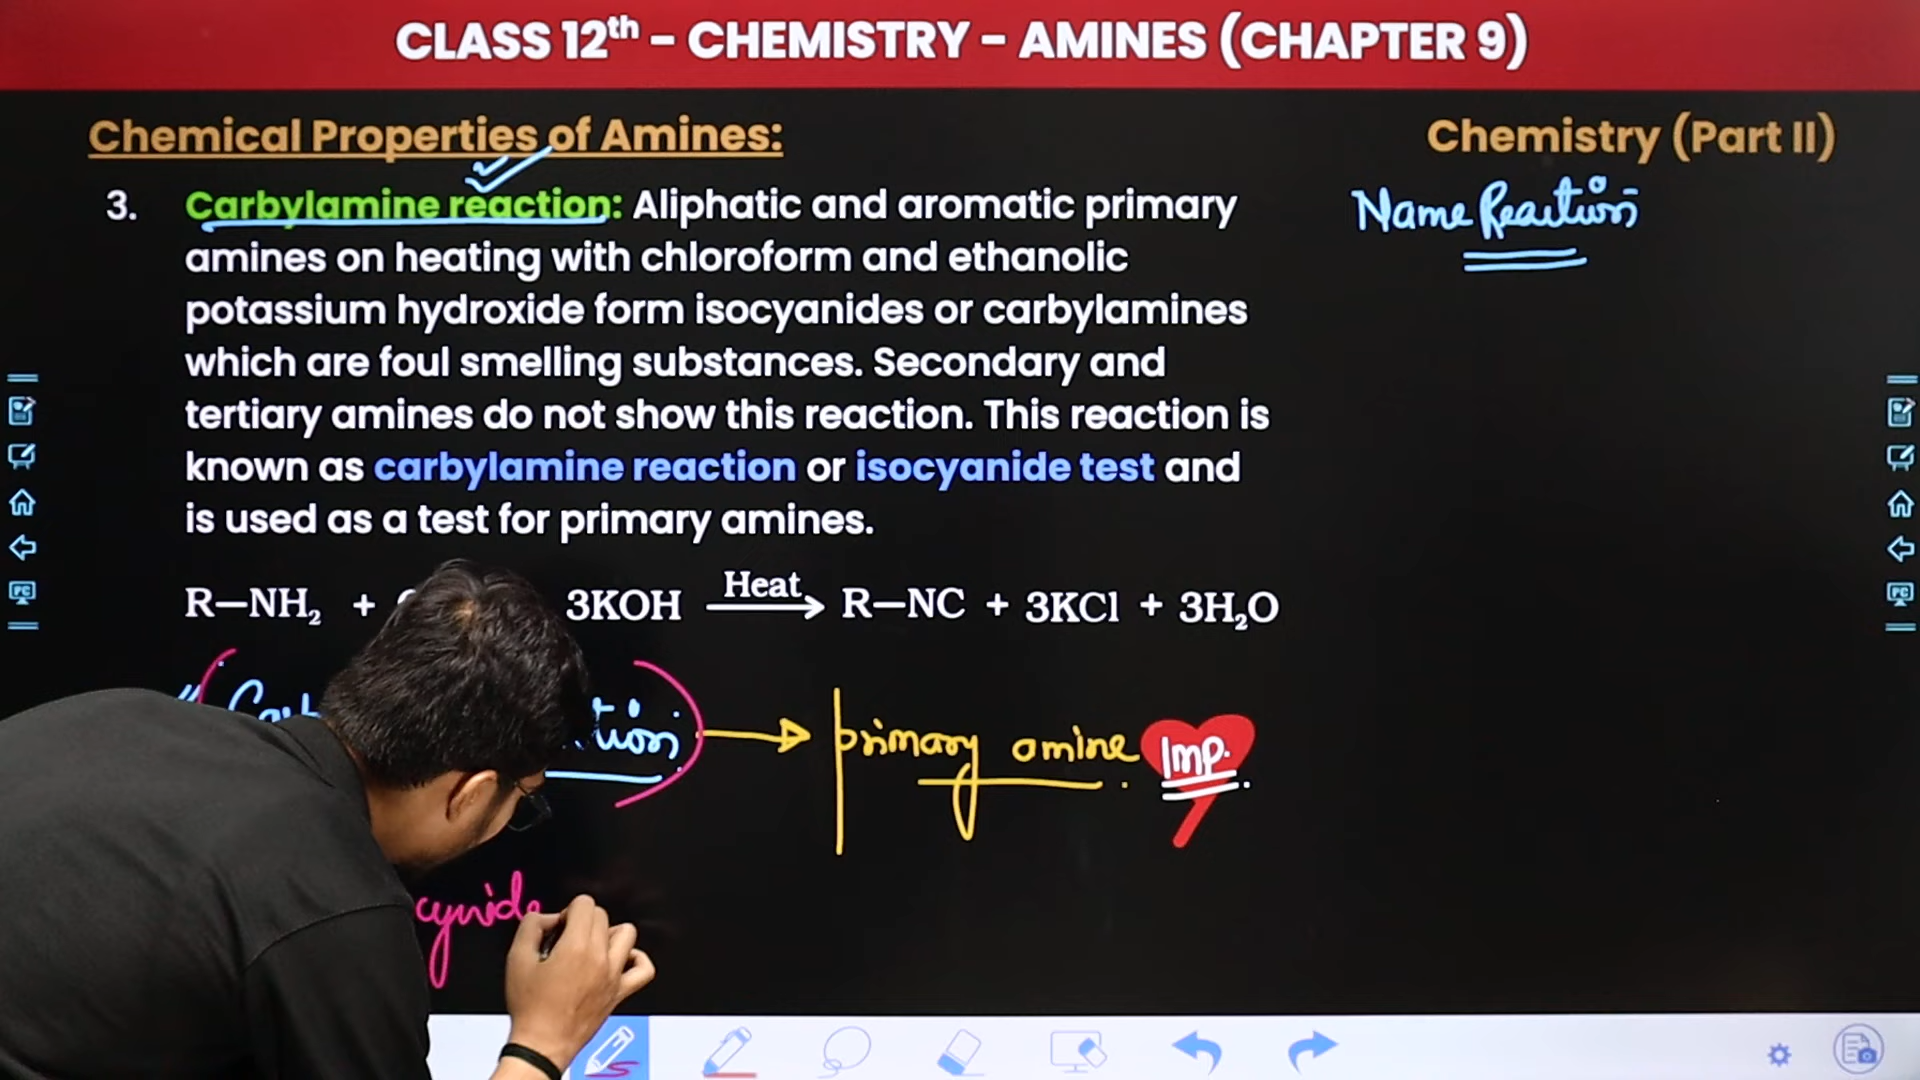 CLASS 12th - CHEMISTRY - AMINES (CHAPTER 9)
Chemical Properties of Amines:
Chemistry (Part II)
Name Reaction
3. Carbylamine reaction: Aliphatic and aromatic primary
amines on heating with chloroform and ethanolic
potassium hydroxide form isocyanides or carbylamines
which are foul smelling substances. Secondary and
tertiary amines do not show this reaction. This reaction is
known as carbylamine reaction or isocyanide test and
is used as a test for primary amines.
R—NH₂ + 3KOH Heat R—NC + 3KCl + 3H₂O
primary amine Imp.